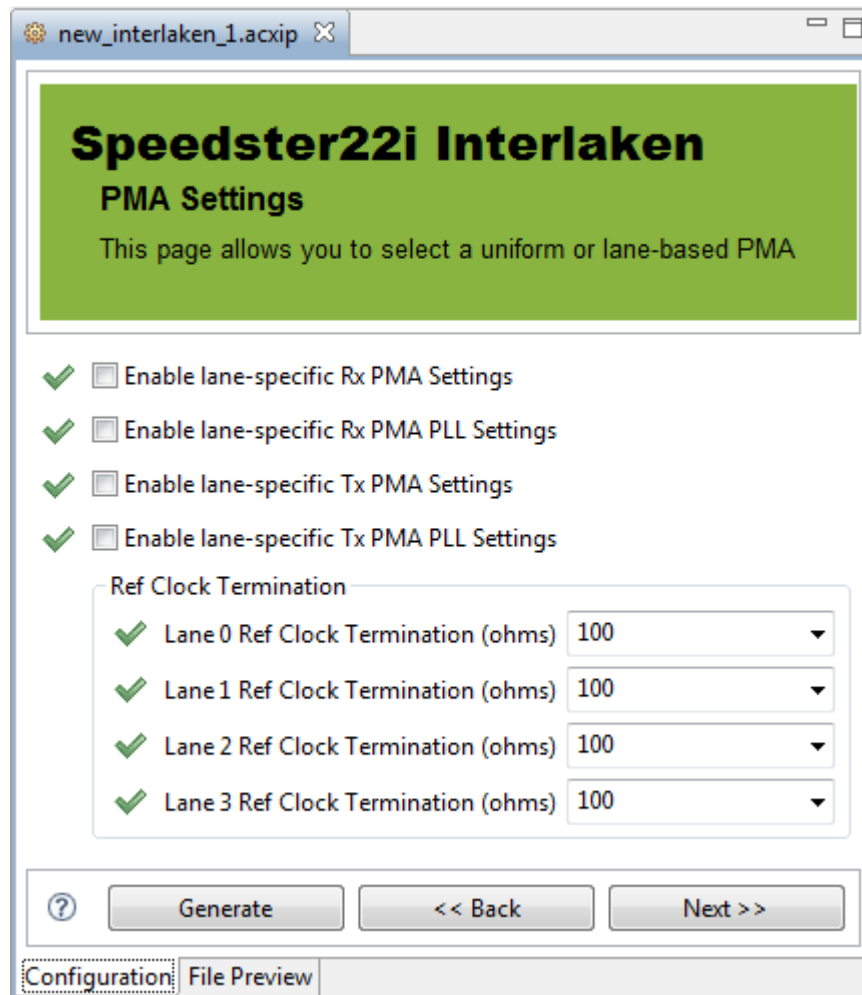 new_interlaken_1.acxip
Speedster22i Interlaken
PMA Settings
This page allows you to select a uniform or lane-based PMA
Enable lane-specific Rx PMA Settings
Enable lane-specific Rx PMA PLL Settings
Enable lane-specific Tx PMA Settings
Enable lane-specific Tx PMA PLL Settings
Ref Clock Termination
Lane 0 Ref Clock Termination (ohms) 100
Lane 1 Ref Clock Termination (ohms) 100
Lane 2 Ref Clock Termination (ohms) 100
Lane 3 Ref Clock Termination (ohms) 100
? Generate << Back Next >>
Configuration File Preview